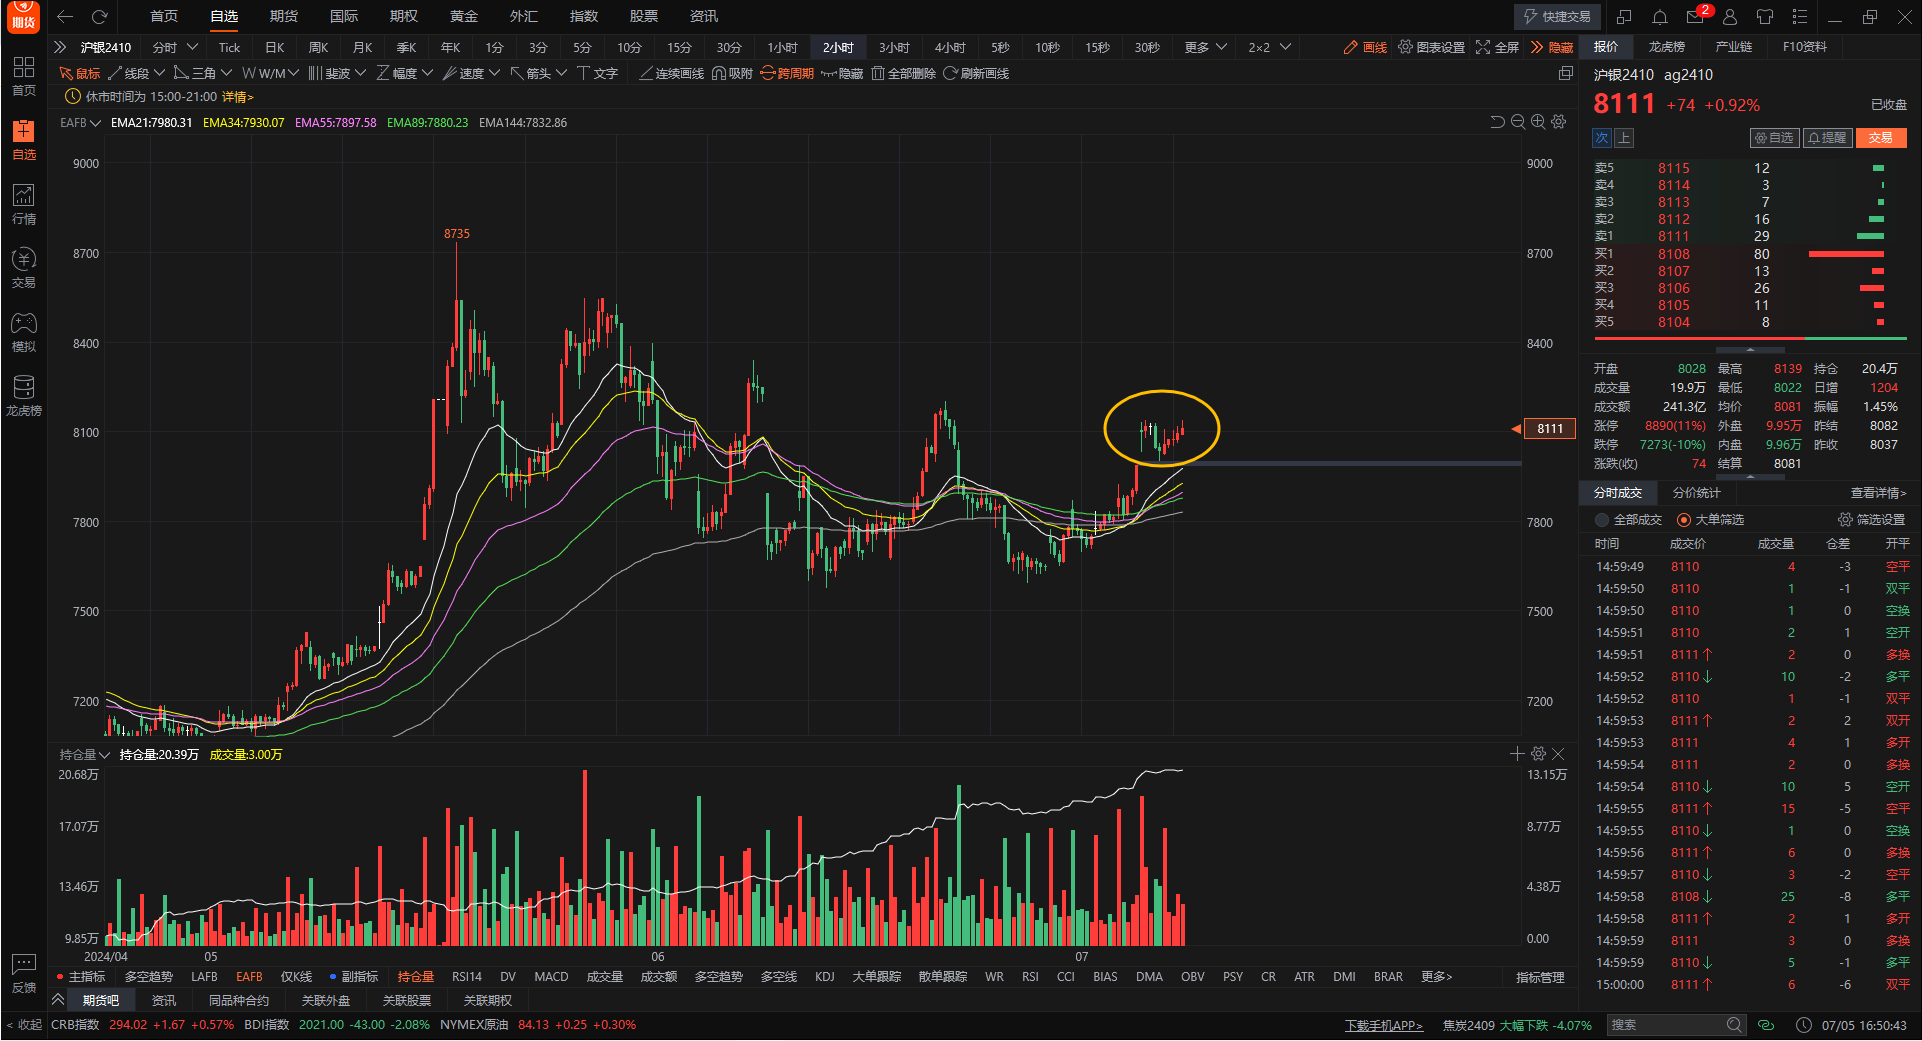 期货 首页 自选 期货 国际 期权 黄金 外汇 指数 股票 资讯 快捷交易 2
沪银2410 分时 Tick 日K 周K 月K 季K 年K 1分 3分 5分 10分 15分 30分 1小时 2小时 3小时 4小时 5秒 10秒 15秒 30秒 更多 2×2 画线 图表设置 全屏 隐藏 报价 龙虎榜 产业链 F10资料
鼠标 线段 三角 W/M 斐波 幅度 速度 箭头 文字 连续画线 吸附 跨周期 隐藏 全部删除 刷新画线
休市时间为 15:00-21:00 详情>
EAFB EMA21:7980.31 EMA34:7930.07 EMA55:7897.58 EMA89:7880.23 EMA144:7832.86
首页
自选
行情
交易
模拟
龙虎榜
反馈
< 收起
9000 9000
8735
8700 8700
8400 8400
8100 8111
7800 7800
7500 7500
7200 7200
持仓量 持仓量:20.39万 成交量:3.00万
20.68万 13.15万
17.07万 8.77万
13.46万 4.38万
9.85万 0.00
2024/04 05 06 07
主指标 多空趋势 LAFB EAFB 仅K线 副指标 持仓量 RSI14 DV MACD 成交量 成交额 多空趋势 多空线 KDJ 大单跟踪 散单跟踪 WR RSI CCI BIAS DMA OBV PSY CR ATR DMI BRAR 更多> 指标管理
期货吧 资讯 同品种合约 关联外盘 关联股票 关联期权
CRB指数 294.02 +1.67 +0.57% BDI指数 2021.00 -43.00 -2.08% NYMEX原油 84.13 +0.25 +0.30% 下载手机APP> 焦炭2409 大幅下跌 -4.07% 搜索 07/05 16:50:43
沪银2410 ag2410
8111 +74 +0.92% 已收盘
次 上 自选 提醒 交易
卖5 8115 12
卖4 8114 3
卖3 8113 7
卖2 8112 16
卖1 8111 29
买1 8108 80
买2 8107 13
买3 8106 26
买4 8105 11
买5 8104 8
开盘 8028 最高 8139 持仓 20.4万
成交量 19.9万 最低 8022 日增 1204
成交额 241.3亿 均价 8081 振幅 1.45%
涨停 8890(11%) 外盘 9.95万 昨结 8082
跌停 7273(-10%) 内盘 9.96万 昨收 8037
涨跌(收) 74 结算 8081
分时成交 分价统计 查看详情>
全部成交 大单筛选 筛选设置
时间 成交价 成交量 仓差 开平
14:59:49 8110 4 -3 空平
14:59:50 8110 1 -1 双平
14:59:50 8110 1 0 空换
14:59:51 8110 2 1 空开
14:59:51 8111↑ 2 0 多换
14:59:52 8110↓ 10 -2 多平
14:59:52 8110 1 -1 双平
14:59:53 8111↑ 2 2 双开
14:59:53 8111 4 1 多开
14:59:54 8111 2 0 多换
14:59:54 8110↓ 10 5 空开
14:59:55 8111↑ 15 -5 空平
14:59:55 8110↓ 1 0 空换
14:59:56 8111↑ 6 0 多换
14:59:57 8110↓ 3 -2 空平
14:59:58 8108↓ 25 -8 多平
14:59:58 8111↑ 2 1 多开
14:59:59 8111 3 0 多换
14:59:59 8110↓ 5 -1 多平
15:00:00 8111↑ 6 -6 双平